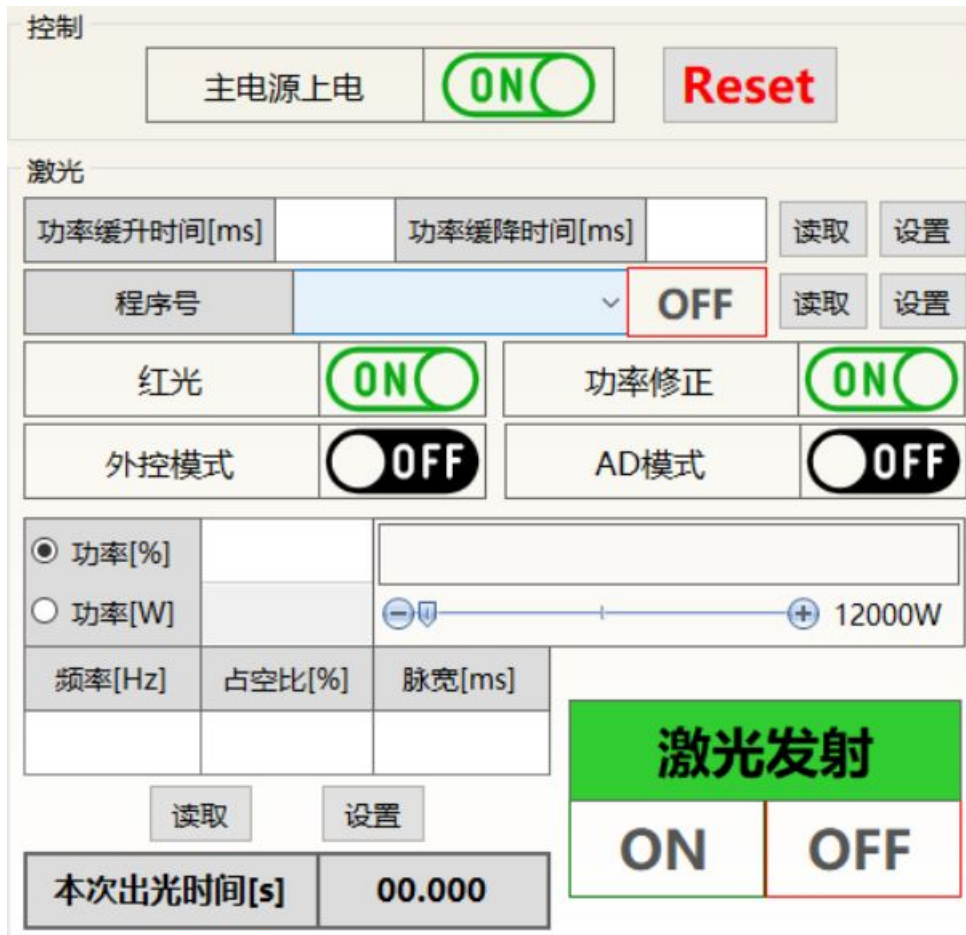 控制
主电源上电 ON Reset
激光
功率缓升时间[ms] 功率缓降时间[ms] 读取 设置
程序号 OFF 读取 设置
红光 ON 功率修正 ON
外控模式 OFF AD模式 OFF
功率[%]
功率[W] 12000W
频率[Hz] 占空比[%] 脉宽[ms]
激光发射
读取 设置
ON OFF
本次出光时间[s] 00.000